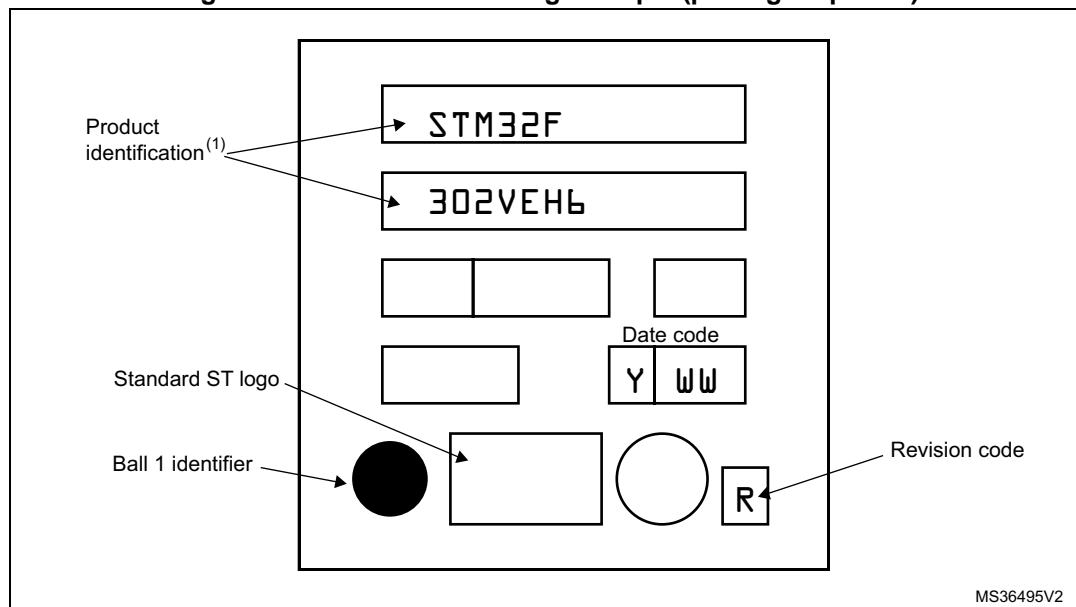 Product
identification(1)
STM32F
302VEH6
Date code
Y WW
Standard ST logo
Ball 1 identifier
Revision code
R
MS36495V2